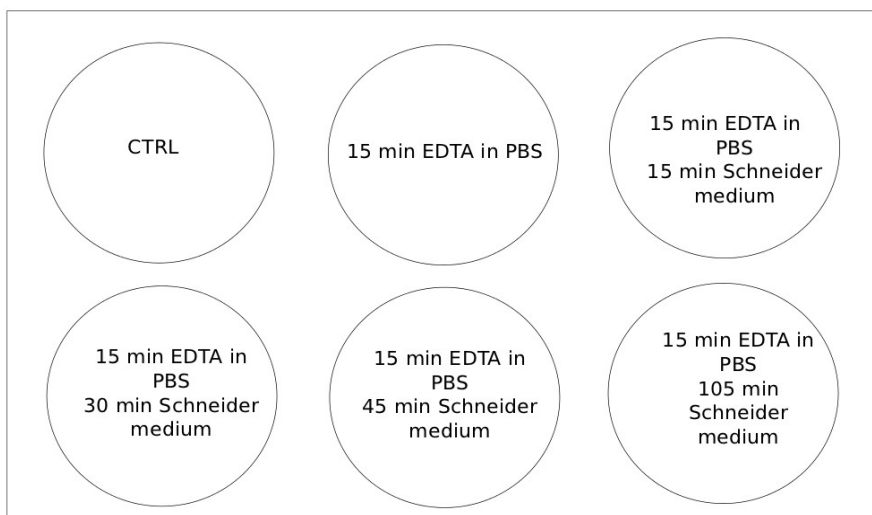 CTRL
15 min EDTA in PBS
15 min EDTA in
PBS
15 min Schneider
medium
15 min EDTA in
PBS
30 min Schneider
medium
15 min EDTA in
PBS
45 min Schneider
medium
15 min EDTA in
PBS
105 min
Schneider
medium